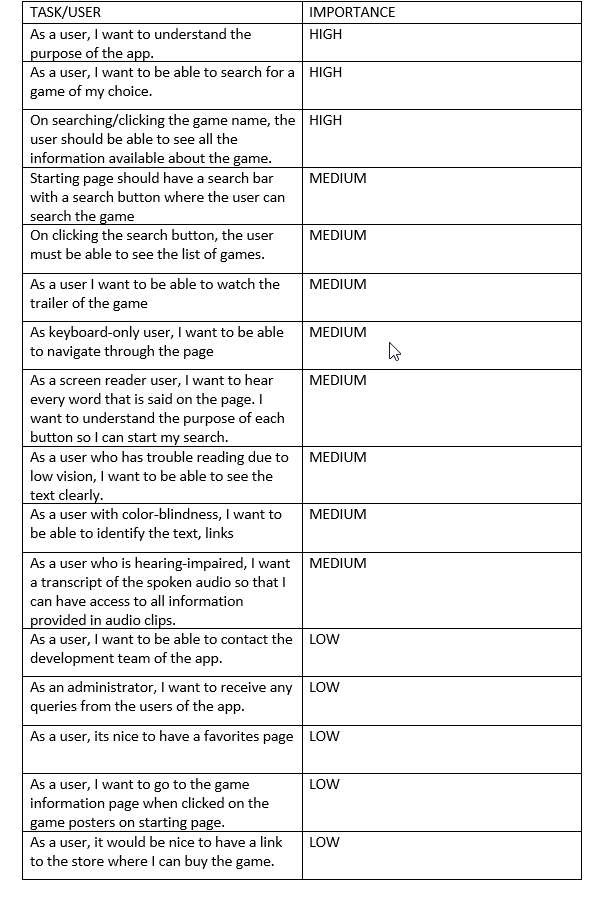 TASK/USER IMPORTANCE
As a user, I want to understand the HIGH
purpose of the app.
As a user, I want to be able to search for a HIGH
game of my choice.
On searching/clicking the game name, the HIGH
user should be able to see all the
information available about the game.
Starting page should have a search bar MEDIUM
with a search button where the user can
search the game
On clicking the search button, the user MEDIUM
must be able to see the list of games.
As a user I want to be able to watch the MEDIUM
trailer of the game
As keyboard-only user, I want to be able MEDIUM
to navigate through the page
As a screen reader user, I want to hear MEDIUM
every word that is said on the page. I
want to understand the purpose of each
button so I can start my search.
As a user who has trouble reading due to MEDIUM
low vision, I want to be able to see the
text clearly.
As a user with color-blindness, I want to MEDIUM
be able to identify the text, links
As a user who is hearing-impaired, I want MEDIUM
a transcript of the spoken audio so that I
can have access to all information
provided in audio clips.
As a user, I want to be able to contact the LOW
development team of the app.
As an administrator, I want to receive any LOW
queries from the users of the app.
As a user, its nice to have a favorites page LOW
As a user, I want to go to the game LOW
information page when clicked on the
game posters on starting page.
As a user, it would be nice to have a link LOW
to the store where I can buy the game.